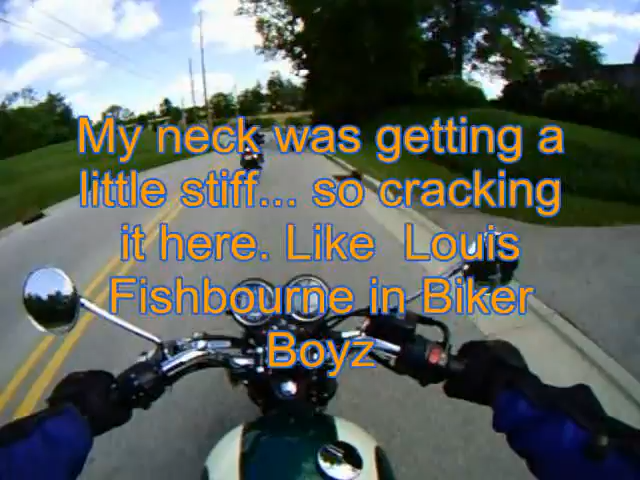 My neck was getting a
little stiff... so cracking
it here. Like Louis
Fishbourne in Biker
Boyz